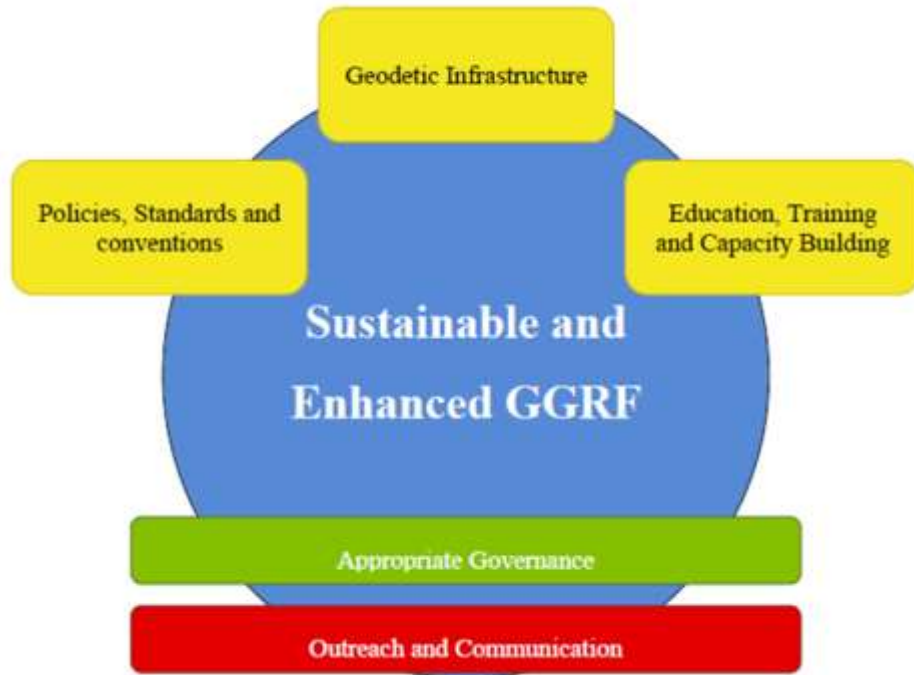 Geodetic Infrastructure
Policies, Standards and
conventions
Education, Training
and Capacity Building
Sustainable and
Enhanced GGRF
Appropriate Governance
Outreach and Communication